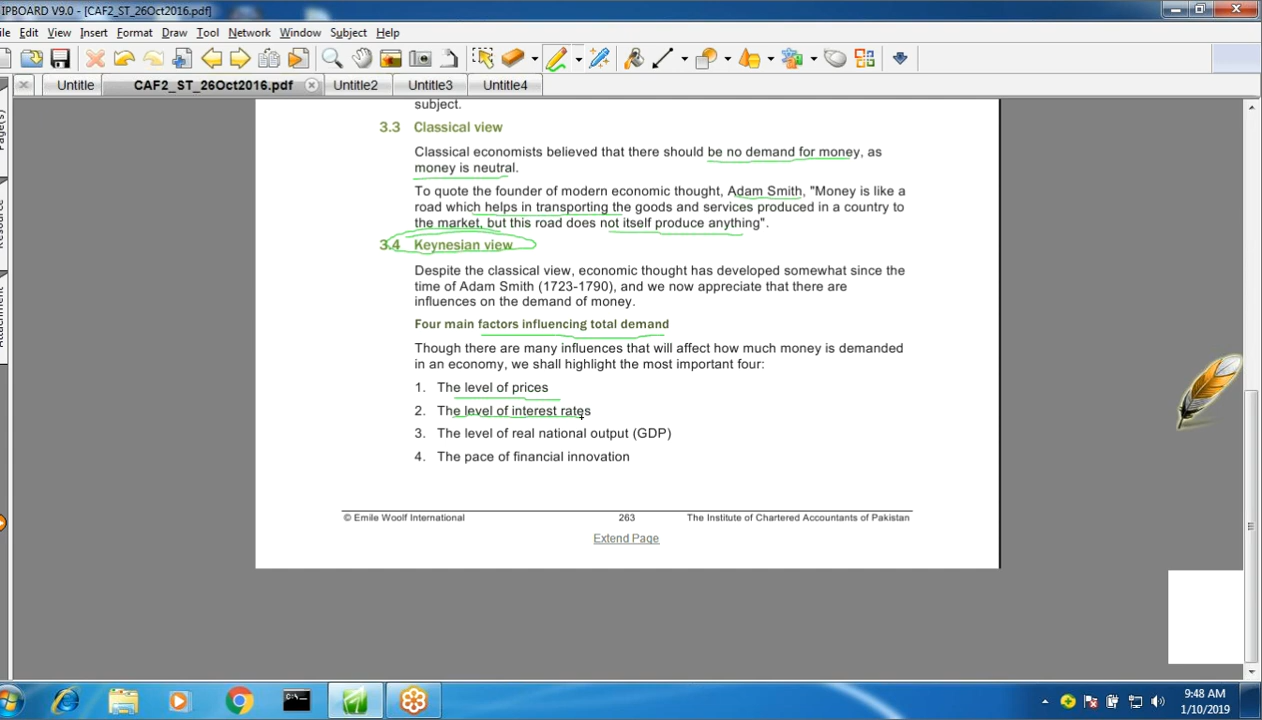 IPBOARD V9.0 - [CAF2_ST_26Oct2016.pdf]
Edit View Insert Format Draw Tool Network Window Subject Help
Untitle CAF2_ST_26Oct2016.pdf Untitle2 Untitle3 Untitle4
Page(s)
Resource
Attachment
subject.
3.3 Classical view
Classical economists believed that there should be no demand for money, as
money is neutral.
To quote the founder of modern economic thought, Adam Smith, "Money is like a
road which helps in transporting the goods and services produced in a country to
the market, but this road does not itself produce anything".
3.4 Keynesian view
Despite the classical view, economic thought has developed somewhat since the
time of Adam Smith (1723-1790), and we now appreciate that there are
influences on the demand of money.
Four main factors influencing total demand
Though there are many influences that will affect how much money is demanded
in an economy, we shall highlight the most important four:
1. The level of prices
2. The level of interest rates
3. The level of real national output (GDP)
4. The pace of financial innovation
© Emile Woolf International 263 The Institute of Chartered Accountants of Pakistan
Extend Page
9:48 AM
1/10/2019